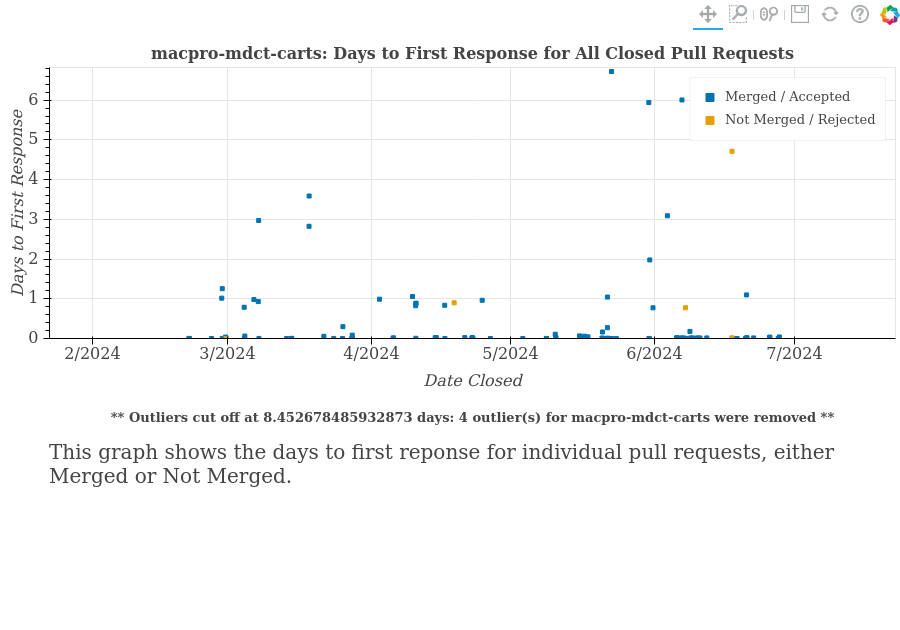 macpro-mdct-carts: Days to First Response for All Closed Pull Requests
Merged / Accepted
Not Merged / Rejected
Days to First Response
6
5
4
3
2
1
0
2/2024 3/2024 4/2024 5/2024 6/2024 7/2024
Date Closed
** Outliers cut off at 8.452678485932873 days: 4 outlier(s) for macpro-mdct-carts were removed **
This graph shows the days to first reponse for individual pull requests, either
Merged or Not Merged.